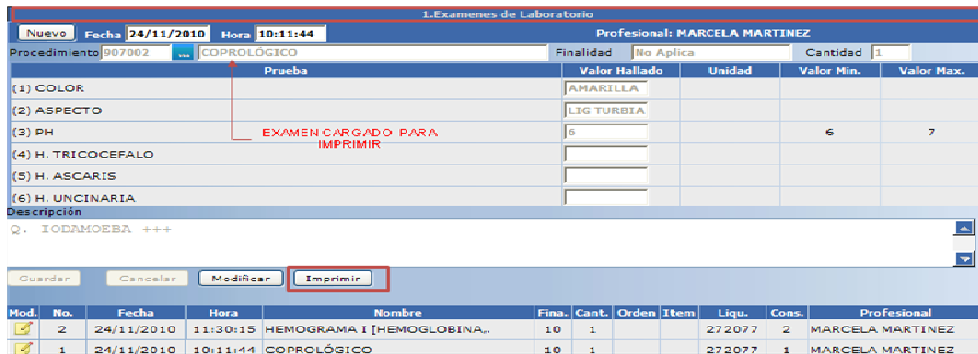 1.Examenes de Laboratorio
Nuevo Fecha 24/11/2010 Hora 10:11:44 Profesional: MARCELA MARTINEZ
Procedimiento 907002 ... COPROLÓGICO Finalidad No Aplica Cantidad 1
Prueba Valor Hallado Unidad Valor Min. Valor Max.
(1) COLOR AMARILLA
(2) ASPECTO LIG TURBIA
(3) PH 6 6 7
EXAMEN CARGADO PARA
IMPRIMIR
(4) H. TRICOCEFALO
(5) H. ASCARIS
(6) H. UNCINARIA
Descripción
Q. IODAMOEBA +++
Guardar Cancelar Modificar Imprimir
Mod. No. Fecha Hora Nombre Fina. Cant. Orden Item Liqu. Cons. Profesional
2 24/11/2010 11:30:15 HEMOGRAMA I [HEMOGLOBINA,. 10 1 272077 2 MARCELA MARTINEZ
1 24/11/2010 10:11:44 COPROLÓGICO 10 1 272077 1 MARCELA MARTINEZ